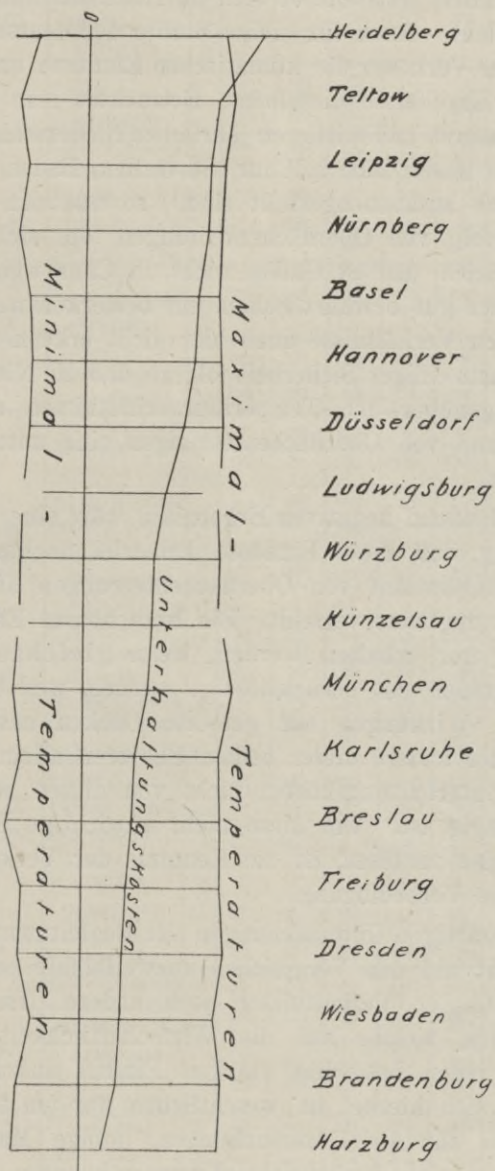 0
Heidelberg
Teltow
Leipzig
Nürnberg
Basel
Hannover
Düsseldorf
Ludwigsburg
Würzburg
Künzelsau
München
Karlsruhe
Breslau
Freiburg
Dresden
Wiesbaden
Brandenburg
Harzburg
Minimal-
Temperaturen
Unterhaltungskosten
Maximal-
Temperaturen